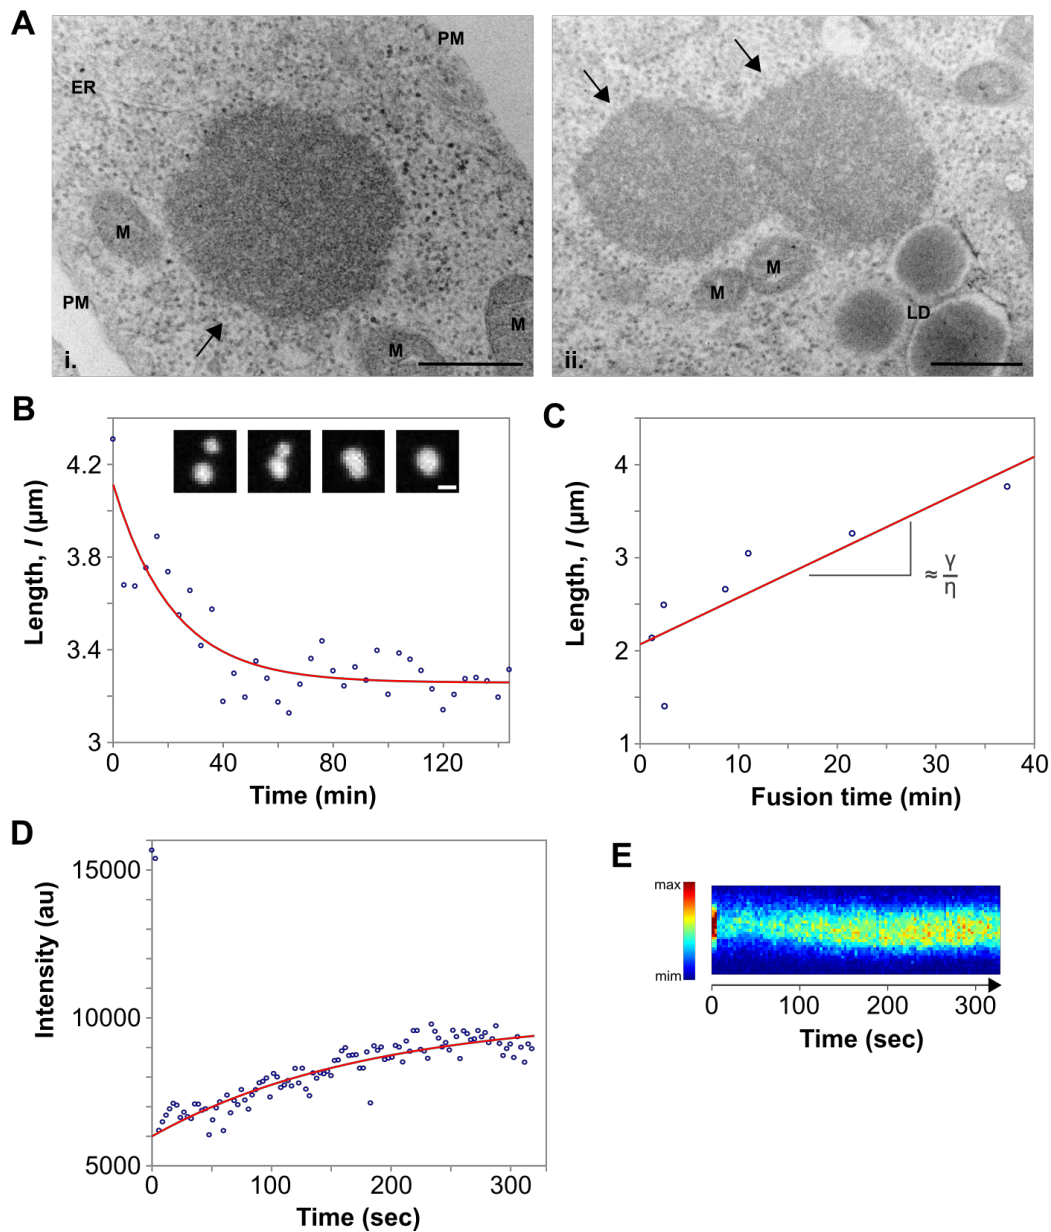 A
PM
ER
M
PM
M
M
i.
M
M
LD
ii.
B
4.2
3.8
3.4
3
0 40 80 120
Length, l (µm)
Time (min)
C
4
3
2
1
0 10 20 30 40
Length, l (µm)
Fusion time (min)
≈ γ
η
D
15000
10000
5000
0 100 200 300
Intensity (au)
Time (sec)
E
max
mim
0 100 200 300
Time (sec)